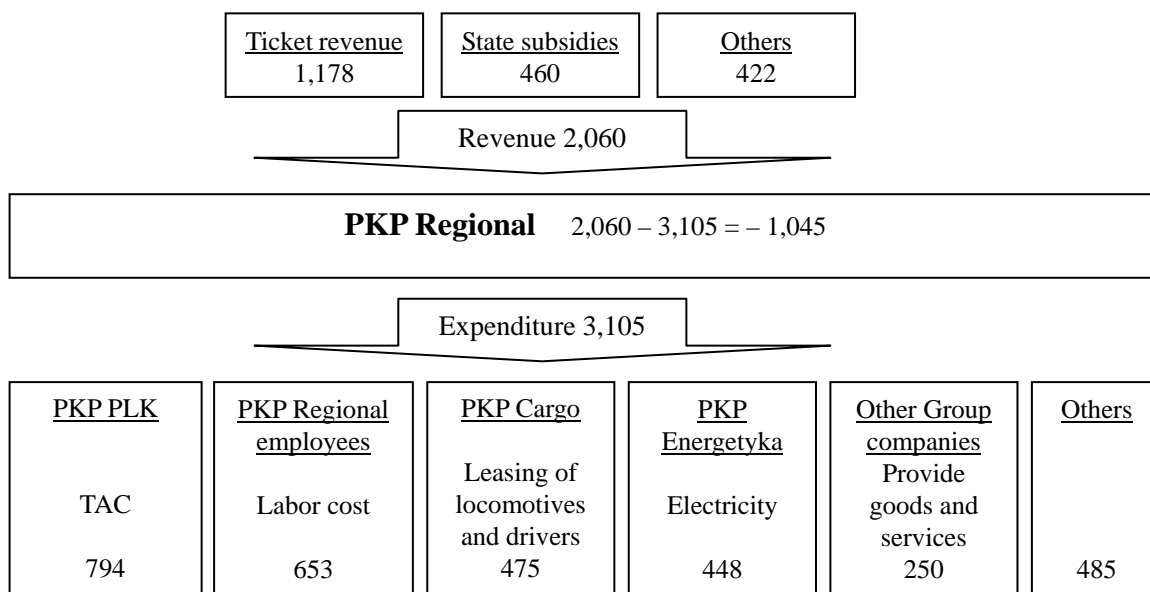 Ticket revenue
1,178
State subsidies
460
Others
422
Revenue 2,060
PKP Regional 2,060 – 3,105 = – 1,045
Expenditure 3,105
PKP PLK
TAC
794
PKP Regional
employees
Labor cost
653
PKP Cargo
Leasing of
locomotives
and drivers
475
PKP
Energetyka
Electricity
448
Other Group
companies
Provide
goods and
services
250
Others
485